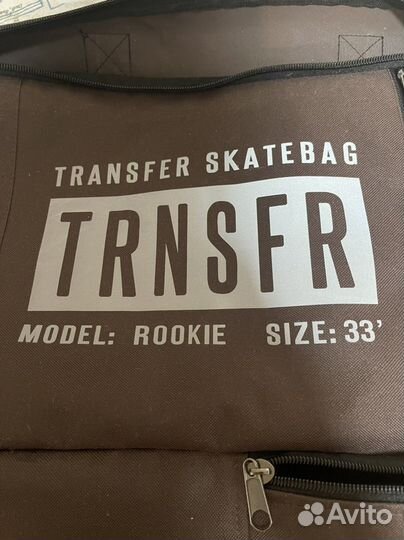 TRANSFER SKATEBAG
TRNSFR
MODEL: ROOKIE SIZE: 33'
Avito